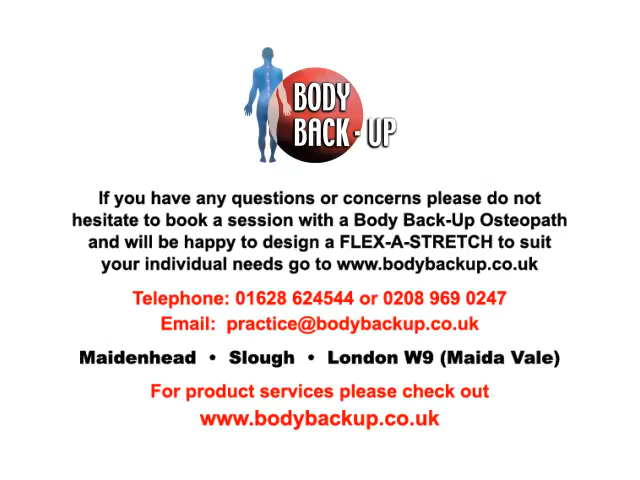 BODY
BACK-UP
If you have any questions or concerns please do not
hesitate to book a session with a Body Back-Up Osteopath
and will be happy to design a FLEX-A-STRETCH to suit
your individual needs go to www.bodybackup.co.uk
Telephone: 01628 624544 or 0208 969 0247
Email: practice@bodybackup.co.uk
Maidenhead • Slough • London W9 (Maida Vale)
For product services please check out
www.bodybackup.co.uk